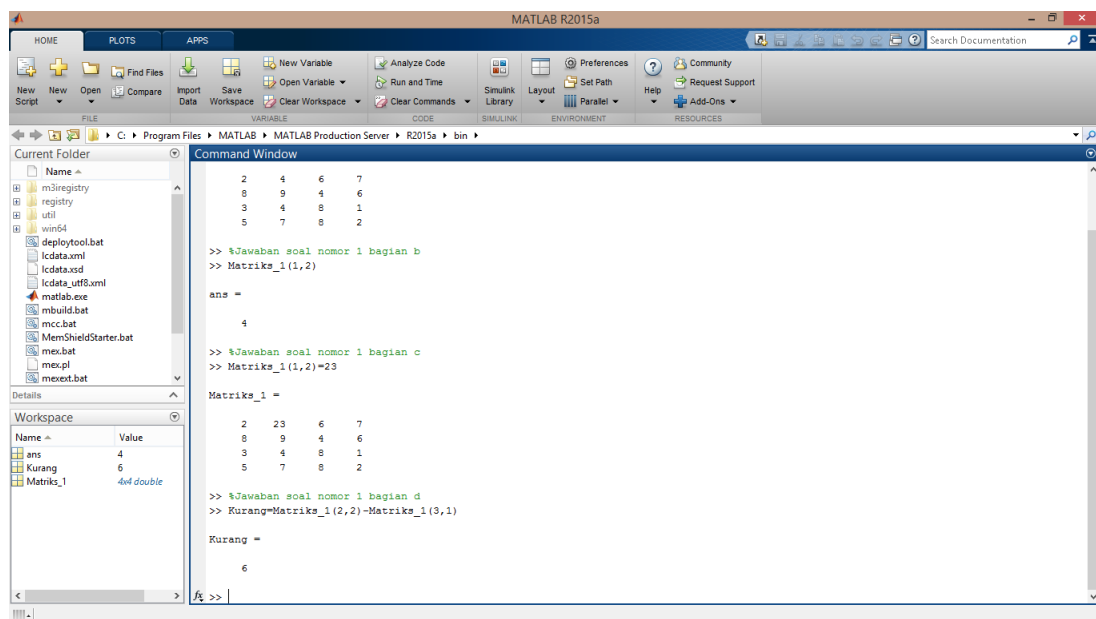 MATLAB R2015a
HOME PLOTS APPS Search Documentation
New Script New Open Find Files Compare Import Data Save Workspace New Variable Open Variable Clear Workspace Analyze Code Run and Time Clear Commands Simulink Library Layout Preferences Set Path Parallel Help Community Request Support Add-Ons
FILE VARIABLE CODE SIMULINK ENVIRONMENT RESOURCES
C: Program Files MATLAB MATLAB Production Server R2015a bin
Current Folder
Name
m3iregistry
registry
util
win64
deploytool.bat
lcdata.xml
lcdata.xsd
lcdata_utf8.xml
matlab.exe
mbuild.bat
mcc.bat
MemShieldStarter.bat
mex.bat
mex.pl
mexext.bat
Details
Workspace
Name Value
ans 4
Kurang 6
Matriks_1 4x4 double
Command Window
2 4 6 7
8 9 4 6
3 4 8 1
5 7 8 2
>> %Jawaban soal nomor 1 bagian b
>> Matriks_1(1,2)
ans =
4
>> %Jawaban soal nomor 1 bagian c
>> Matriks_1(1,2)=23
Matriks_1 =
2 23 6 7
8 9 4 6
3 4 8 1
5 7 8 2
>> %Jawaban soal nomor 1 bagian d
>> Kurang=Matriks_1(2,2)-Matriks_1(3,1)
Kurang =
6
fx >>